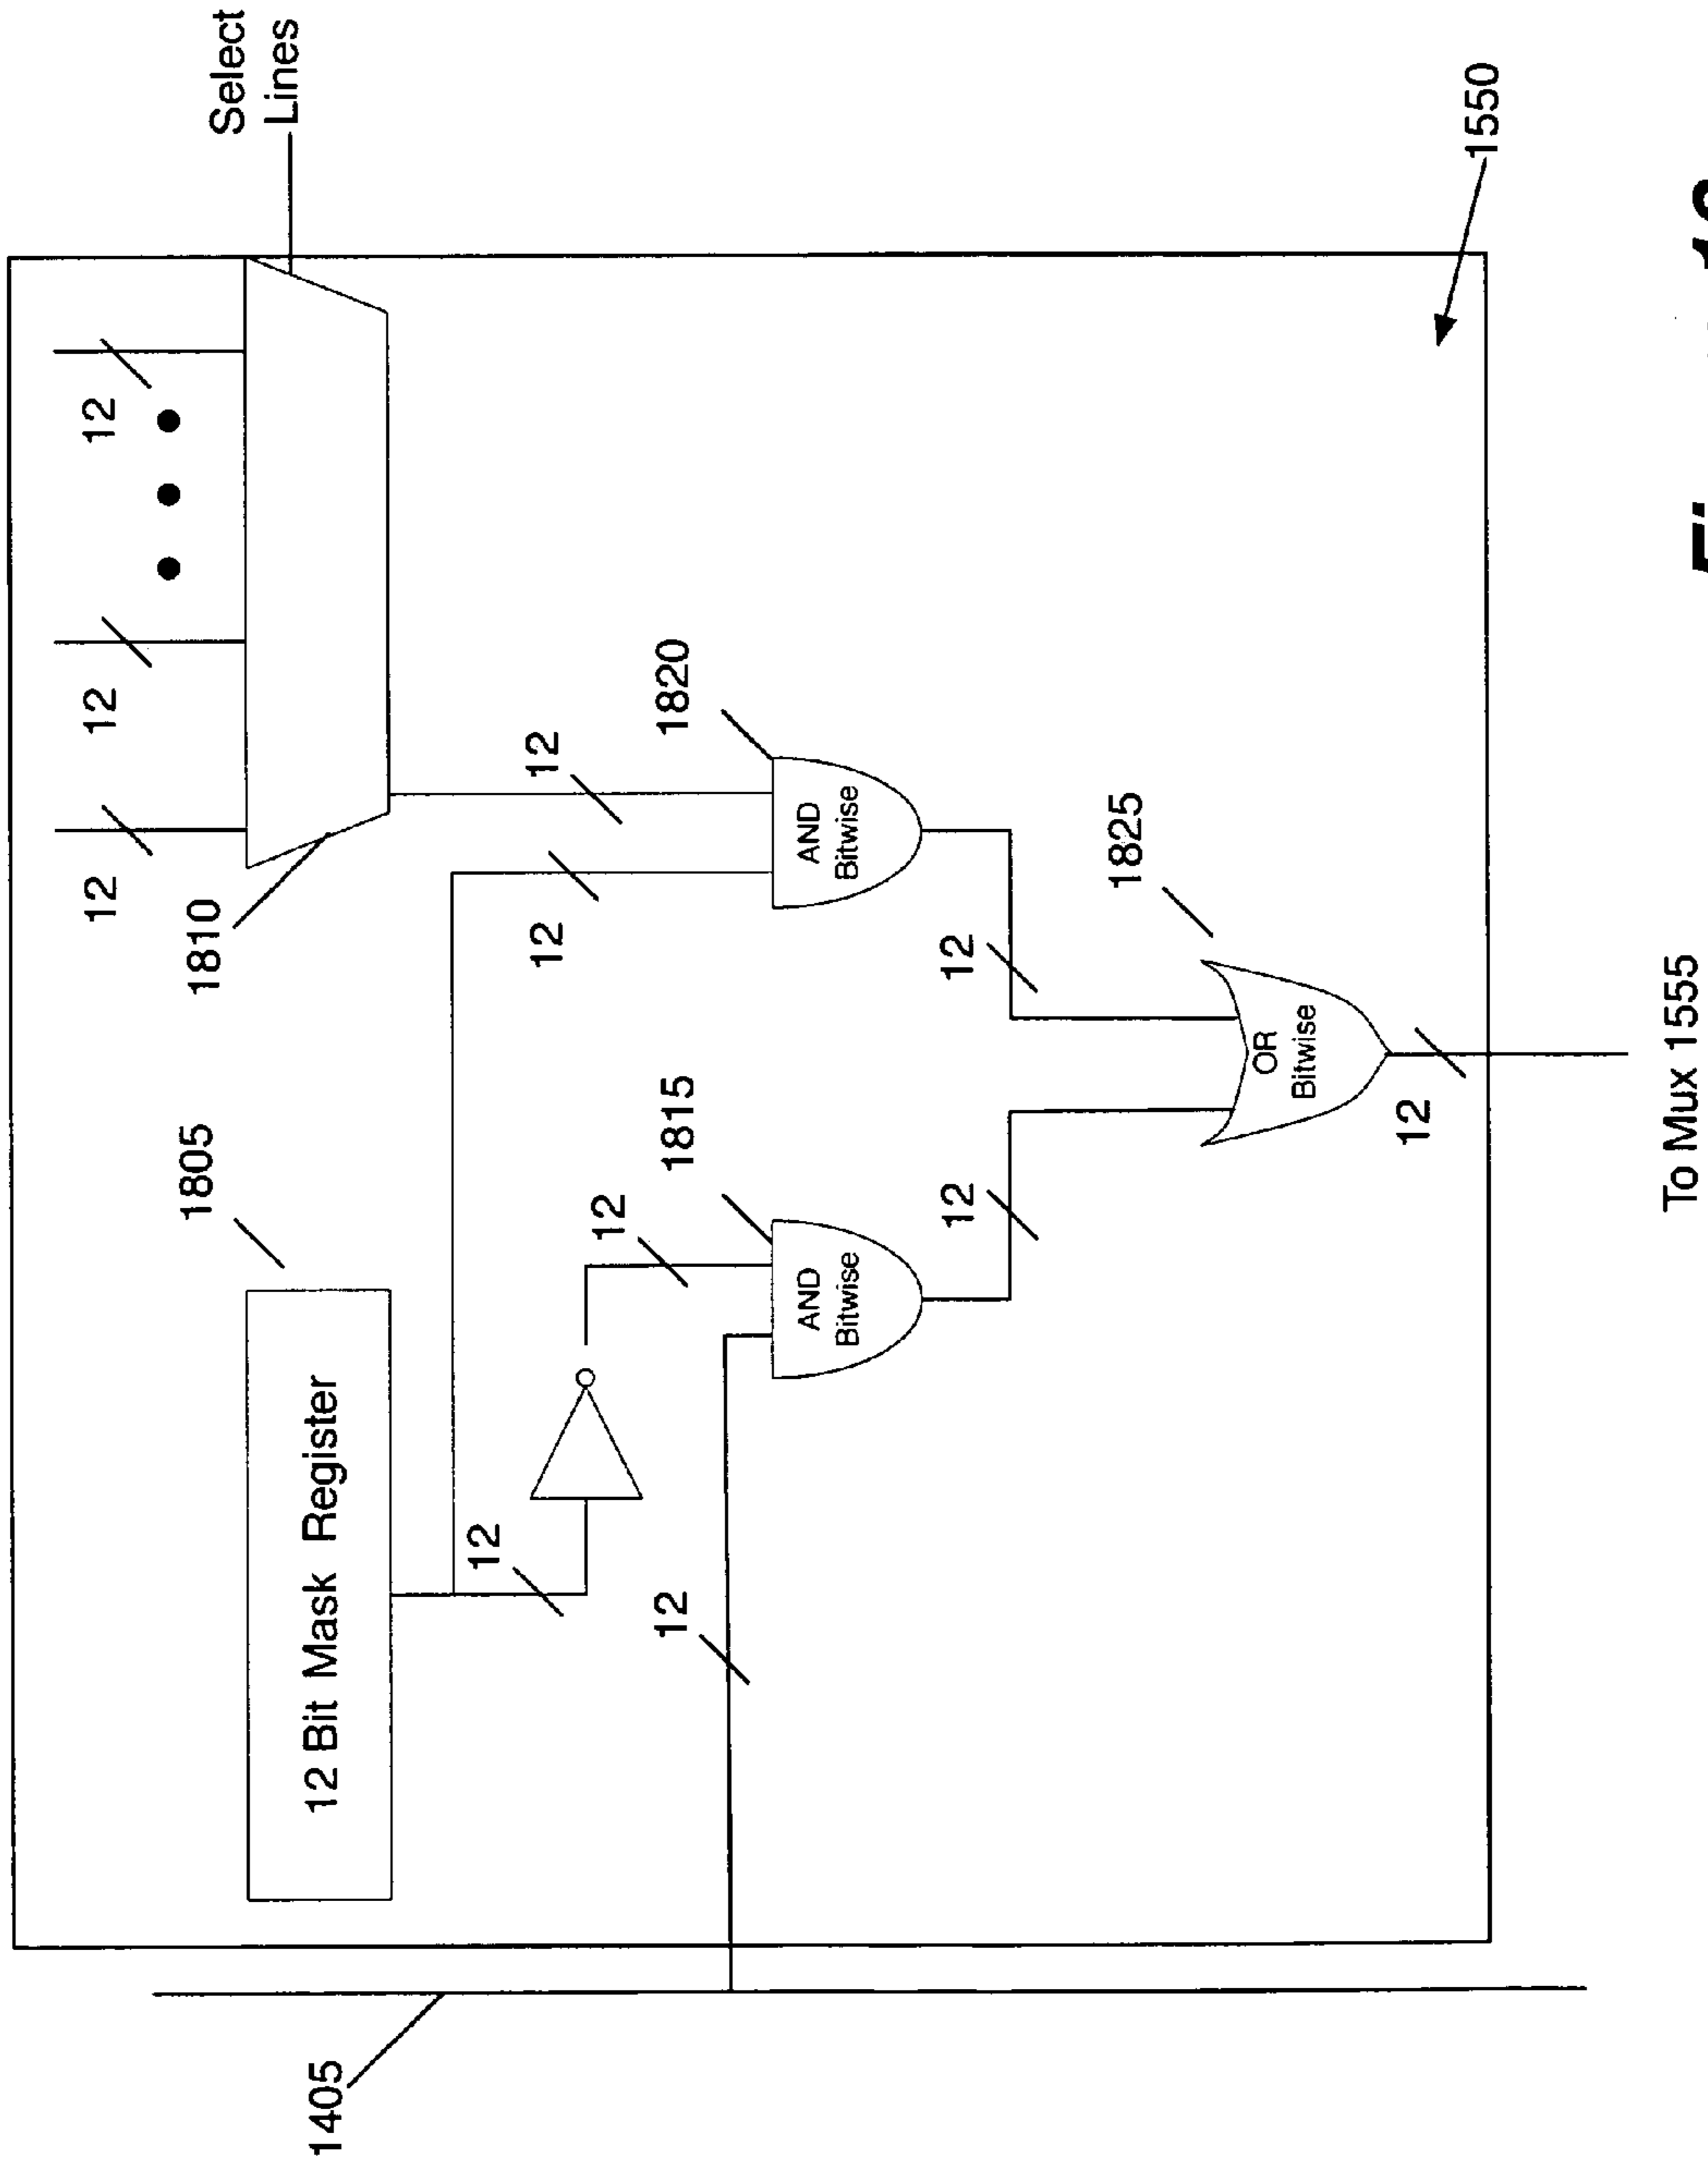 12
12
12
1805
1810
Select
Lines
1405
12 Bit Mask Register
12
12
12
12
12
1815
1820
AND
Bitwise
AND
Bitwise
12
12
1825
OR
Bitwise
12
1550
To Mux 1555